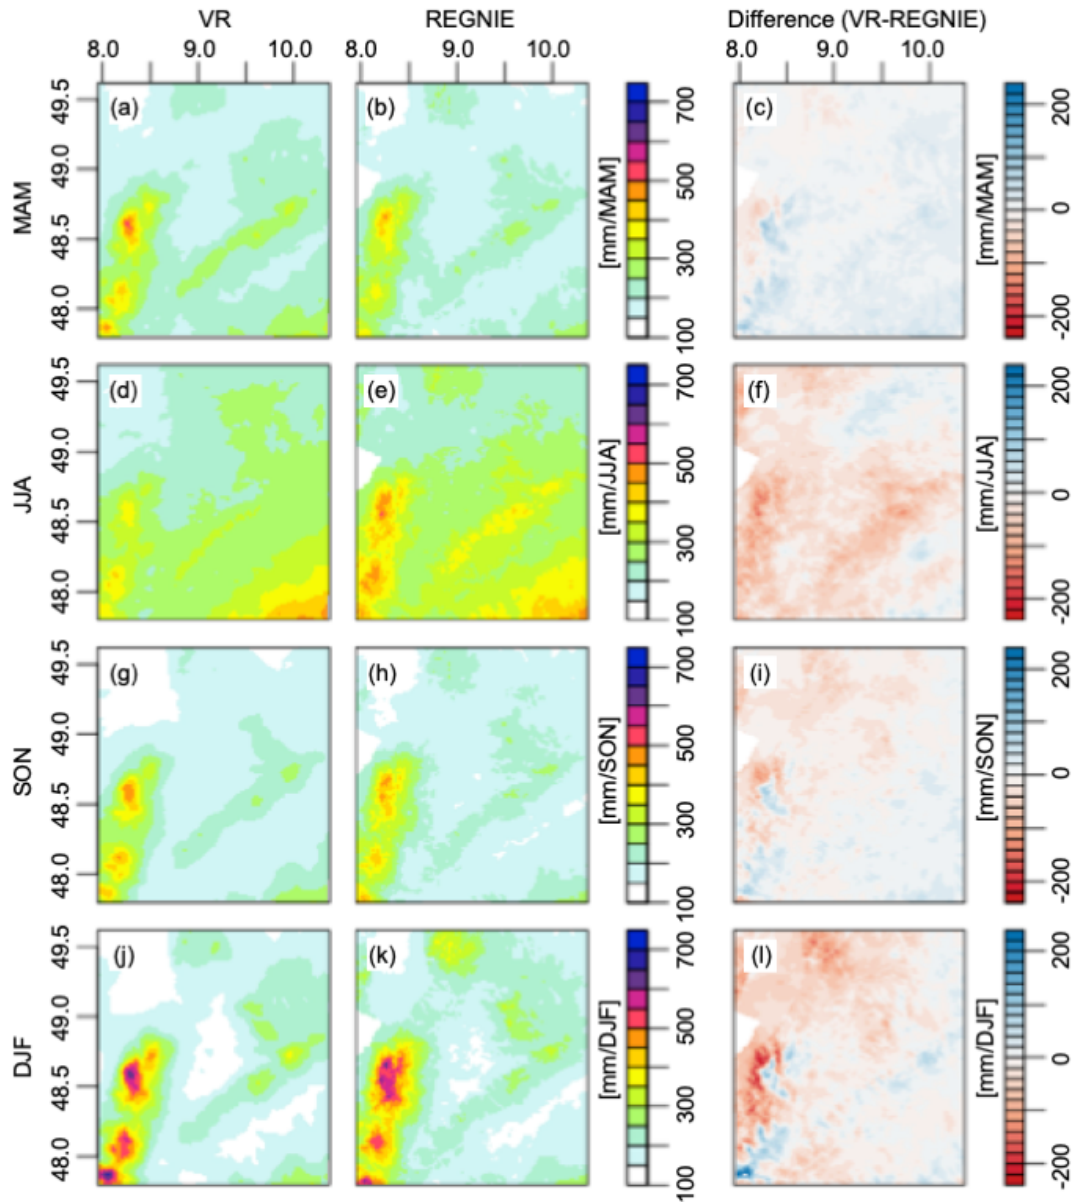 VR REGNIE Difference (VR-REGNIE)
8.0 9.0 10.0 8.0 9.0 10.0 8.0 9.0 10.0
MAM 48.0 48.5 49.0 49.5 (a) (b) 100 300 500 700 [mm/MAM] (c) -200 0 200 [mm/MAM]
JJA 48.0 48.5 49.0 49.5 (d) (e) 100 300 500 700 [mm/JJA] (f) -200 0 200 [mm/JJA]
SON 48.0 48.5 49.0 49.5 (g) (h) 100 300 500 700 [mm/SON] (i) -200 0 200 [mm/SON]
DJF 48.0 48.5 49.0 49.5 (j) (k) 100 300 500 700 [mm/DJF] (l) -200 0 200 [mm/DJF]